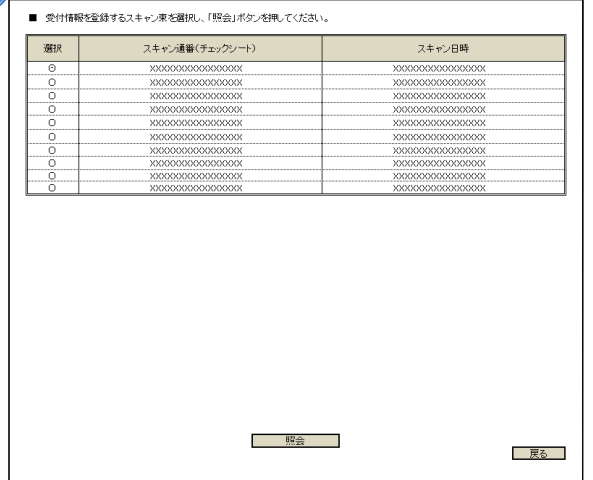 ■ 受付情報を登録するスキャン束を選択し、「照会」ボタンを押してください。
選択 スキャン通番(チェックシート) スキャン日時
XXXXXXXXXXXXXXXX XXXXXXXXXXXXXXXX
XXXXXXXXXXXXXXXX XXXXXXXXXXXXXXXX
XXXXXXXXXXXXXXXX XXXXXXXXXXXXXXXX
XXXXXXXXXXXXXXXX XXXXXXXXXXXXXXXX
XXXXXXXXXXXXXXXX XXXXXXXXXXXXXXXX
XXXXXXXXXXXXXXXX XXXXXXXXXXXXXXXX
XXXXXXXXXXXXXXXX XXXXXXXXXXXXXXXX
XXXXXXXXXXXXXXXX XXXXXXXXXXXXXXXX
XXXXXXXXXXXXXXXX XXXXXXXXXXXXXXXX
XXXXXXXXXXXXXXXX XXXXXXXXXXXXXXXX
照会
戻る